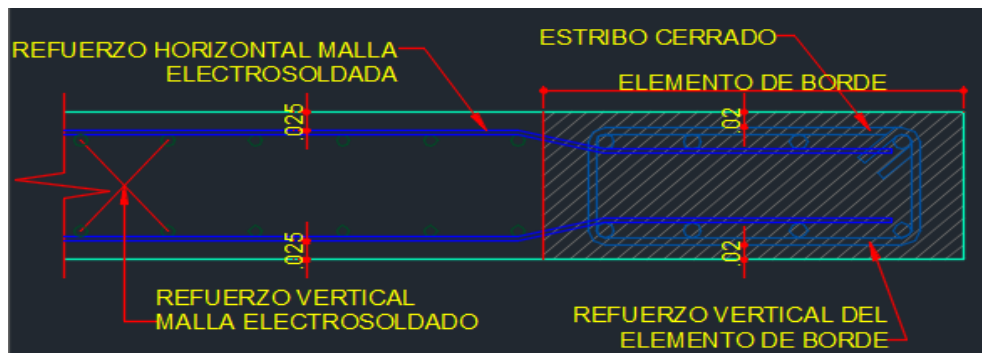 REFUERZO HORIZONTAL MALLA
ELECTROSOLDADA
ESTRIBO CERRADO
ELEMENTO DE BORDE
.025
.02
.025
.02
REFUERZO VERTICAL
MALLA ELECTROSOLDADO
REFUERZO VERTICAL DEL
ELEMENTO DE BORDE